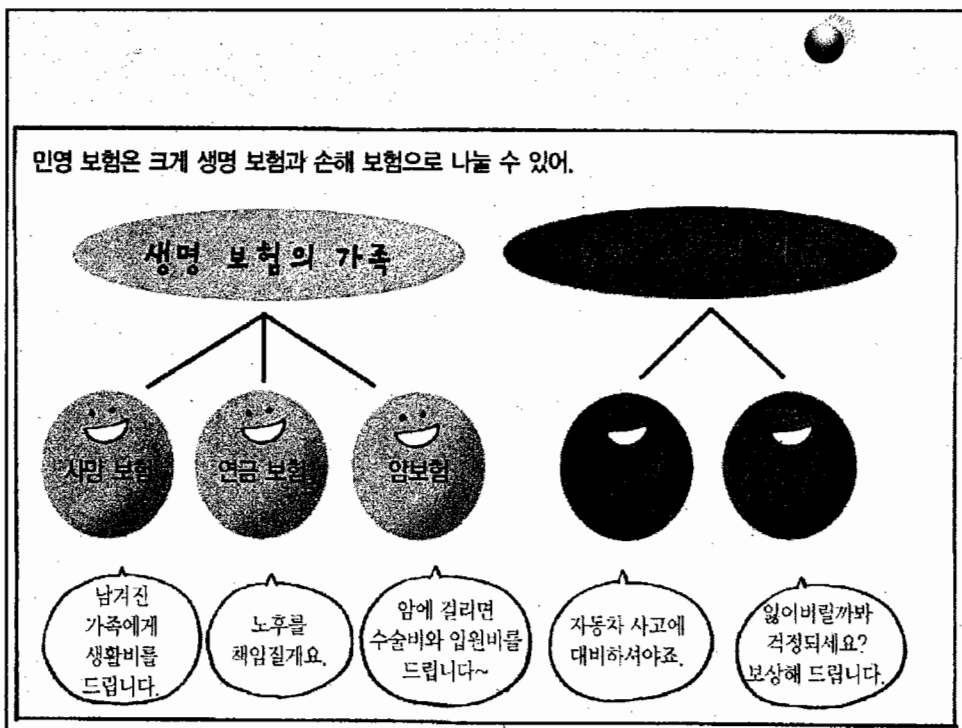 민영 보험은 크게 생명 보험과 손해 보험으로 나눌 수 있어.
생명 보험의 가족
사망 보험
연금 보험
암보험
남겨진
가족에게
생활비를
드립니다.
노후를
책임질게요.
암에 걸리면
수술비와 입원비를
드립니다~
자동차 사고에
대비하셔야죠.
잃어버릴까봐
걱정되세요?
보상해 드립니다.